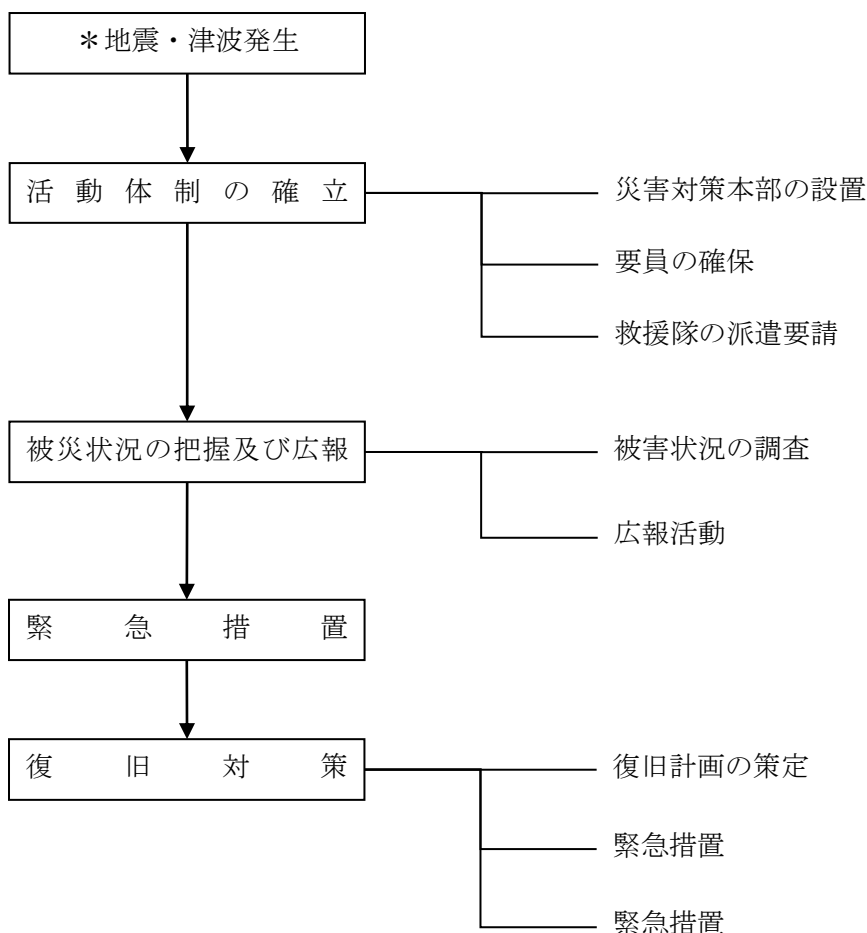 ＊地震・津波発生
活動体制の確立
災害対策本部の設置
要員の確保
救援隊の派遣要請
被災状況の把握及び広報
被害状況の調査
広報活動
緊急措置
復旧対策
復旧計画の策定
緊急措置
緊急措置